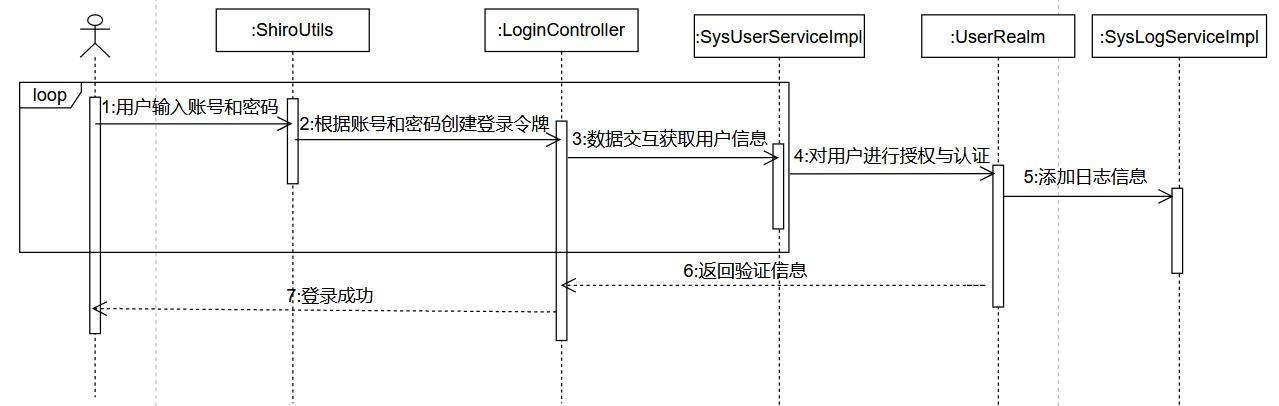 :ShiroUtils
:LoginController
:SysUserServiceImpl
:UserRealm
:SysLogServiceImpl
loop
1:用户输入账号和密码
2:根据账号和密码创建登录令牌
3:数据交互获取用户信息
4:对用户进行授权与认证
5:添加日志信息
6:返回验证信息
7:登录成功